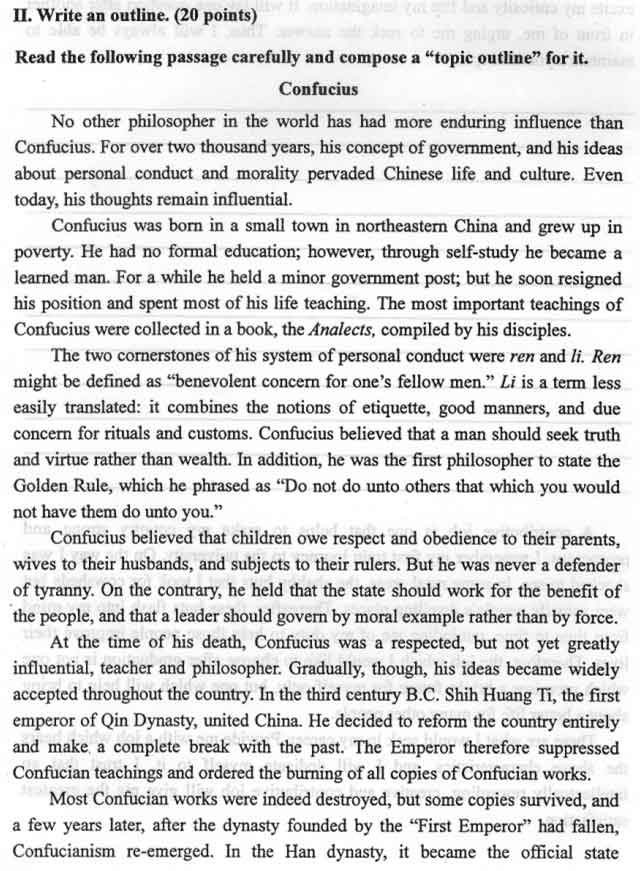 II. Write an outline. (20 points)
Read the following passage carefully and compose a “topic outline” for it.
Confucius
No other philosopher in the world has had more enduring influence than
Confucius. For over two thousand years, his concept of government, and his ideas
about personal conduct and morality pervaded Chinese life and culture. Even
today, his thoughts remain influential.
Confucius was born in a small town in northeastern China and grew up in
poverty. He had no formal education; however, through self-study he became a
learned man. For a while he held a minor government post; but he soon resigned
his position and spent most of his life teaching. The most important teachings of
Confucius were collected in a book, the Analects, compiled by his disciples.
The two cornerstones of his system of personal conduct were ren and li. Ren
might be defined as “benevolent concern for one’s fellow men.” Li is a term less
easily translated: it combines the notions of etiquette, good manners, and due
concern for rituals and customs. Confucius believed that a man should seek truth
and virtue rather than wealth. In addition, he was the first philosopher to state the
Golden Rule, which he phrased as “Do not do unto others that which you would
not have them do unto you.”
Confucius believed that children owe respect and obedience to their parents,
wives to their husbands, and subjects to their rulers. But he was never a defender
of tyranny. On the contrary, he held that the state should work for the benefit of
the people, and that a leader should govern by moral example rather than by force.
At the time of his death, Confucius was a respected, but not yet greatly
influential, teacher and philosopher. Gradually, though, his ideas became widely
accepted throughout the country. In the third century B.C. Shih Huang Ti, the first
emperor of Qin Dynasty, united China. He decided to reform the country entirely
and make a complete break with the past. The Emperor therefore suppressed
Confucian teachings and ordered the burning of all copies of Confucian works.
Most Confucian works were indeed destroyed, but some copies survived, and
a few years later, after the dynasty founded by the “First Emperor” had fallen,
Confucianism re-emerged. In the Han dynasty, it became the official state